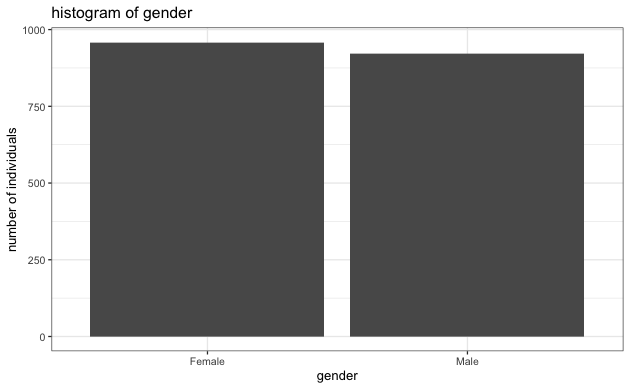 histogram of gender
1000
750
500
250
0
number of individuals
Female Male
gender